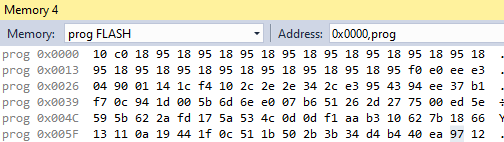 Memory 4
Memory: prog FLASH Address: 0x0000,prog
prog 0x0000 10 c0 18 95 18 95 18 95 18 95 18 95 18 95 18 95 18 95 18 .
prog 0x0013 95 18 95 18 95 18 95 18 95 18 95 18 95 18 95 f0 e0 ee e3 .
prog 0x0026 04 90 01 14 1c f4 10 2c 2e 2e 34 2c e3 95 43 94 ee 37 b1 .
prog 0x0039 f7 0c 94 1d 00 5b 6d 6e e0 07 b6 51 26 2d 27 75 00 ed 5e ÷
prog 0x004C 59 5b 62 2a fd 17 5a 53 4c 0d 0d f1 aa b3 10 62 7b 18 66 Y
prog 0x005F 13 11 0a 19 44 1f 0c 51 1b 50 2b 3b 34 d4 b4 40 ea 97 12 .